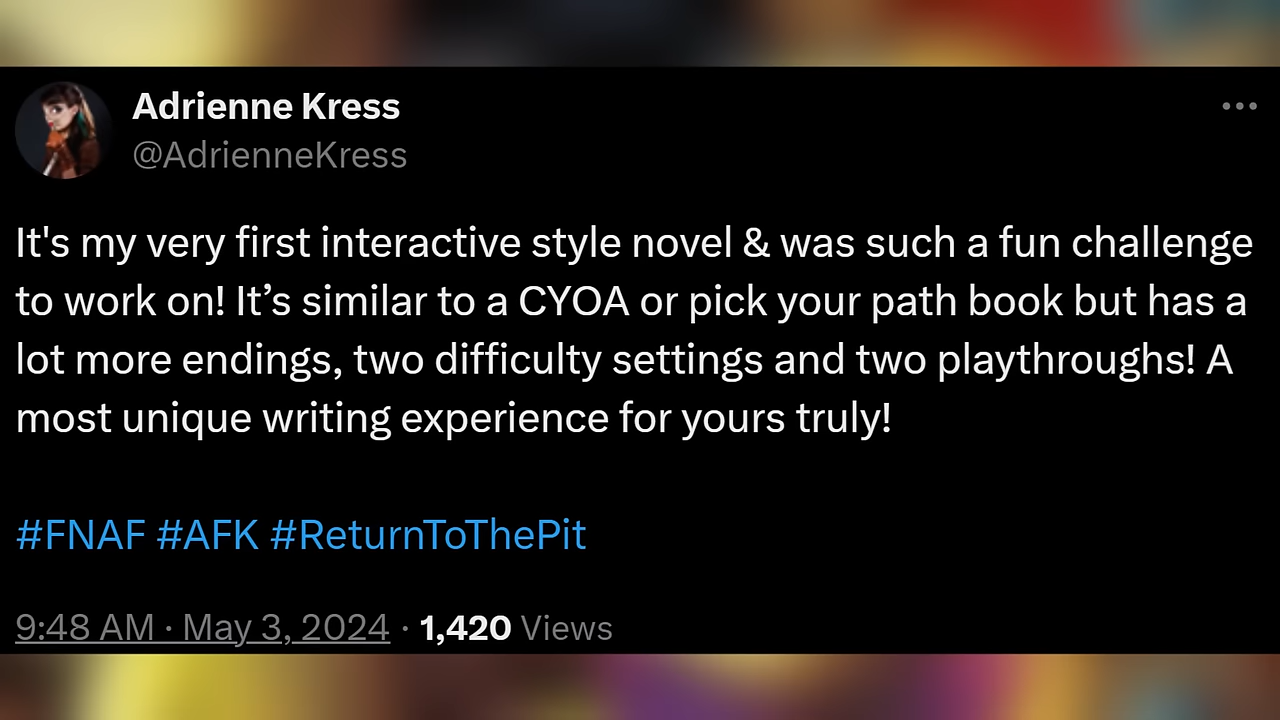 Adrienne Kress
@AdrienneKress
It's my very first interactive style novel & was such a fun challenge
to work on! It’s similar to a CYOA or pick your path book but has a
lot more endings, two difficulty settings and two playthroughs! A
most unique writing experience for yours truly!
#FNAF #AFK #ReturnToThePit
9:48 AM · May 3, 2024 · 1,420 Views